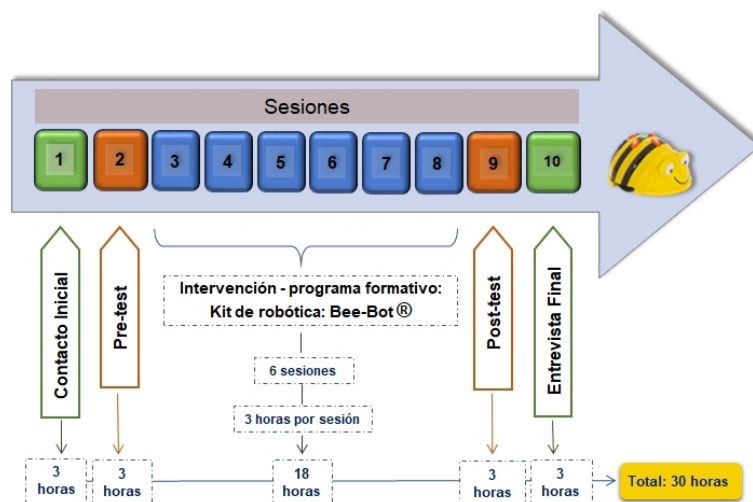 Sesiones
1 2 3 4 5 6 7 8 9 10
Contacto Inicial
Pre-test
Intervención - programa formativo:
Kit de robótica: Bee-Bot ®
6 sesiones
3 horas por sesión
Post-test
Entrevista Final
3
horas
3
horas
18
horas
3
horas
3
horas
Total: 30 horas